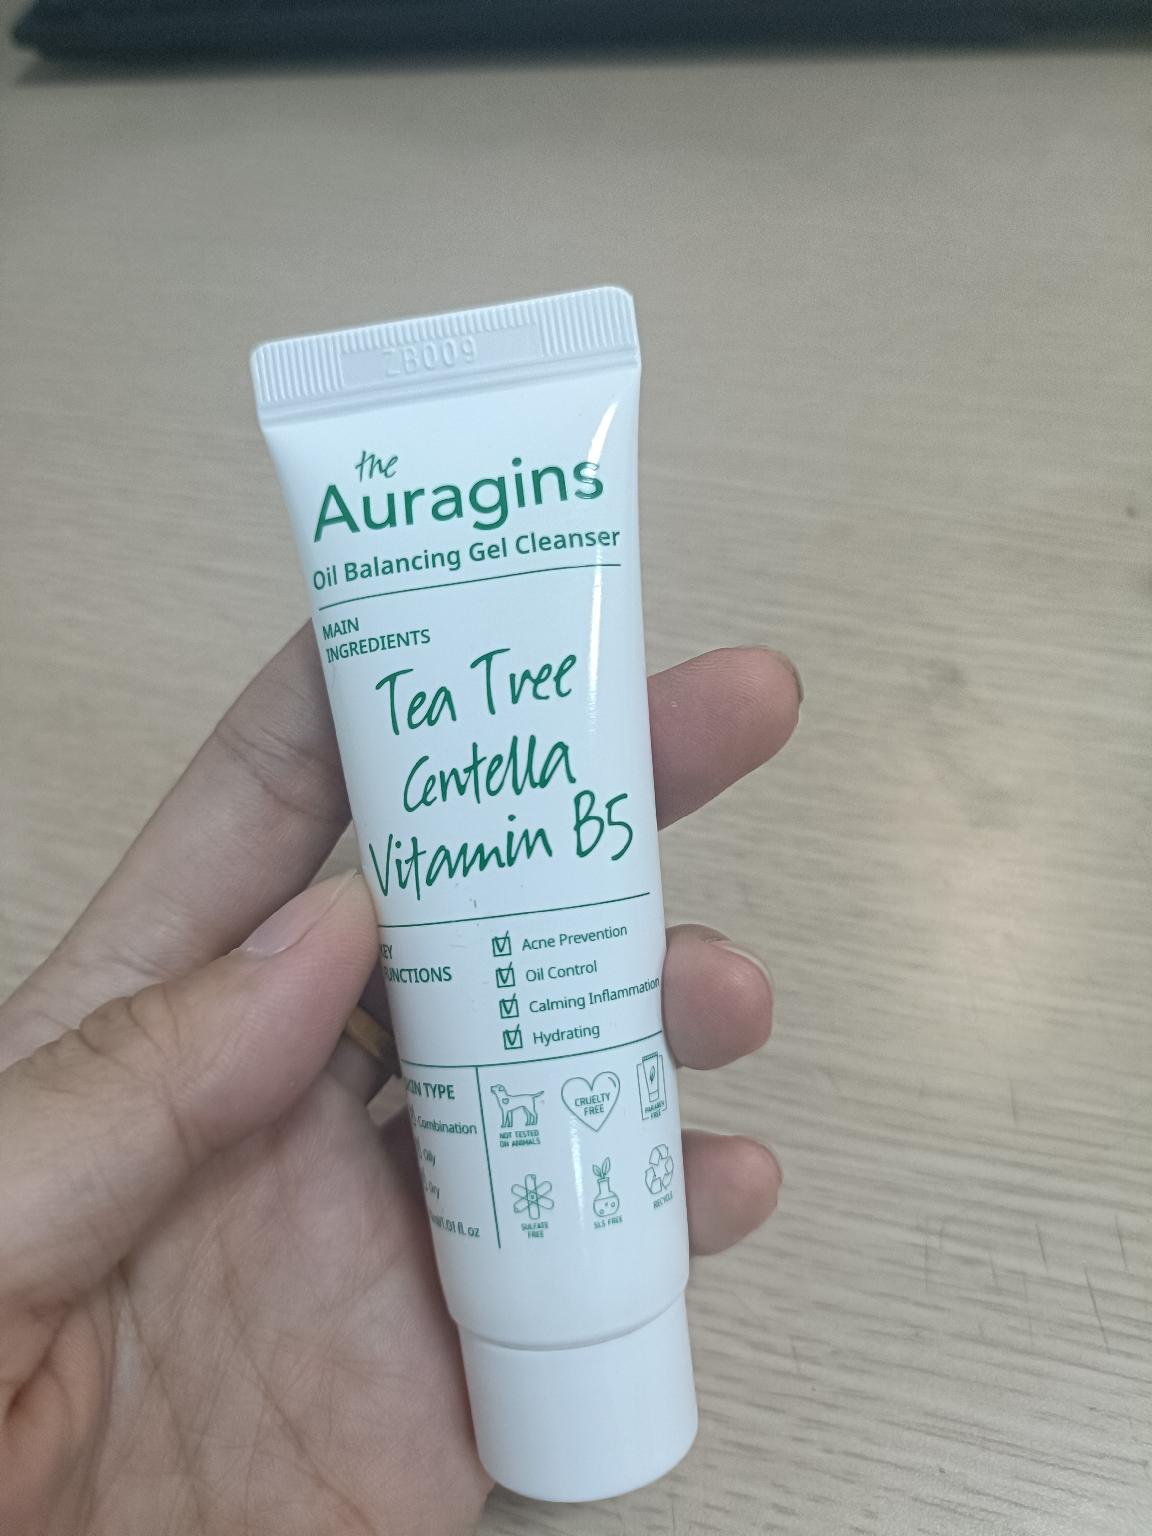 ZB009
the
Auragins
Oil Balancing Gel Cleanser
MAIN
INGREDIENTS
Tea Tree
Centella
Vitamin B5
KEY
FUNCTIONS
Acne Prevention
Oil Control
Calming Inflammation
Hydrating
SKIN TYPE
Combination
Oily
Dry
1.01 fl. oz
NOT TESTED
ON ANIMALS
CRUELTY
FREE
PARABEN
FREE
SULFATE
FREE
SLS FREE
RECYCLE